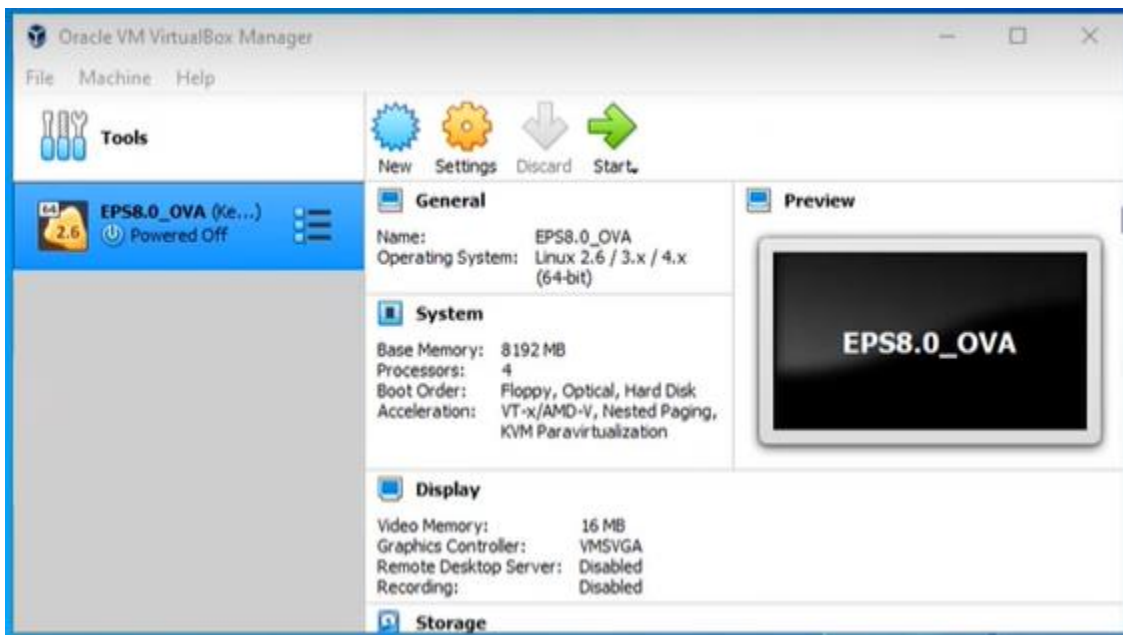 Oracle VM VirtualBox Manager
File Machine Help
Tools
New Settings Discard Start
64
2.6
EPS8.0_OVA (Ke...)
Powered Off
General
Name: EPS8.0_OVA
Operating System: Linux 2.6 / 3.x / 4.x
(64-bit)
System
Base Memory: 8192 MB
Processors: 4
Boot Order: Floppy, Optical, Hard Disk
Acceleration: VT-x/AMD-V, Nested Paging,
KVM Paravirtualization
Preview
EPS8.0_OVA
Display
Video Memory: 16 MB
Graphics Controller: VMSVGA
Remote Desktop Server: Disabled
Recording: Disabled
Storage